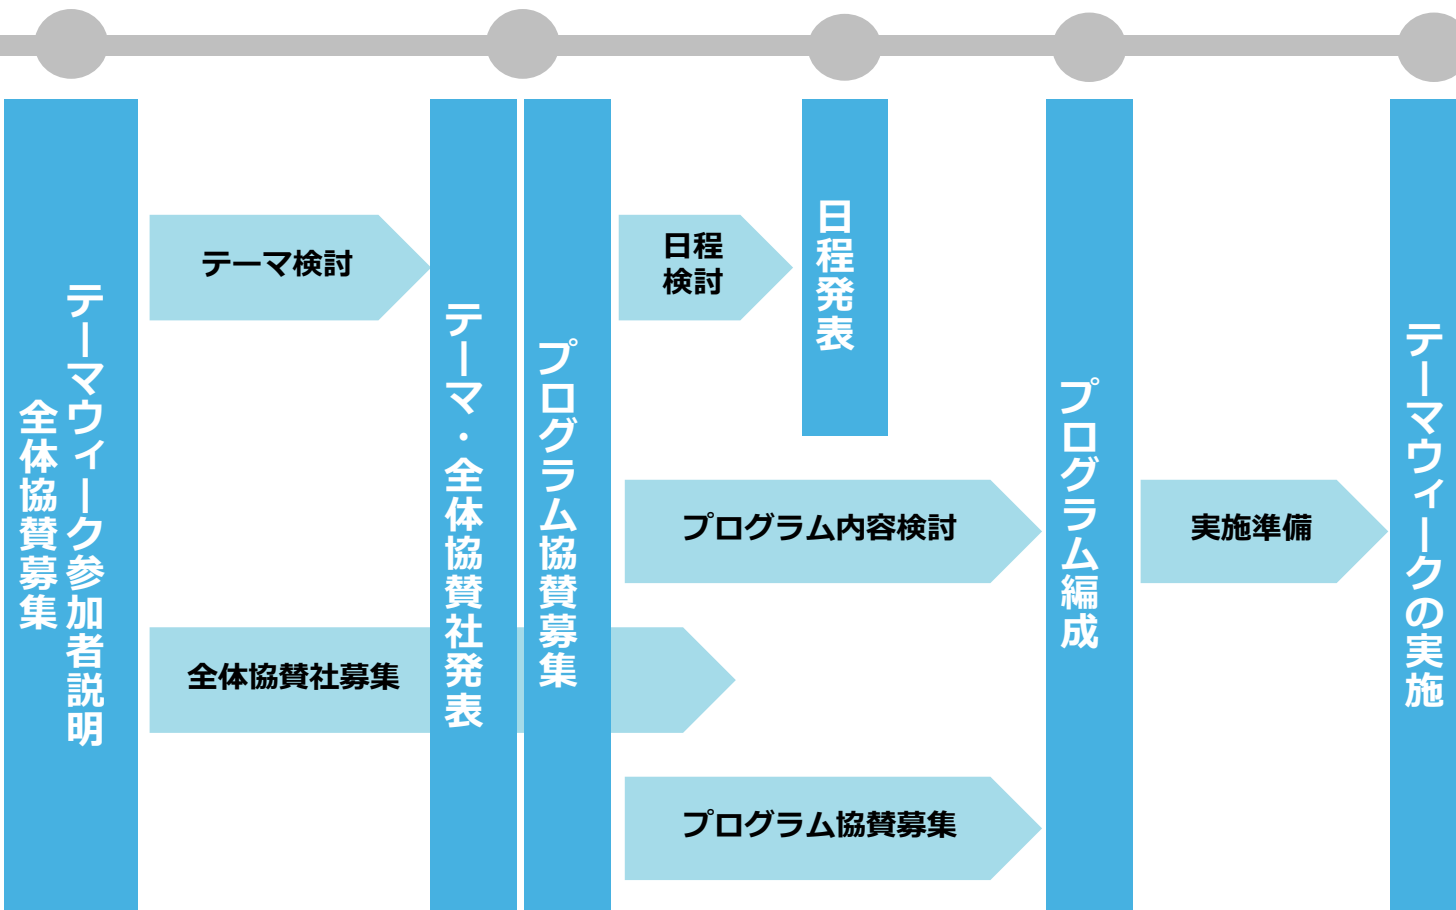 テーマウィーク参加者説明
全体協賛募集
テーマ検討
全体協賛社募集
テーマ・全体協賛社発表
プログラム協賛募集
日程
検討
日程発表
プログラム内容検討
プログラム協賛募集
プログラム編成
実施準備
テーマウィークの実施